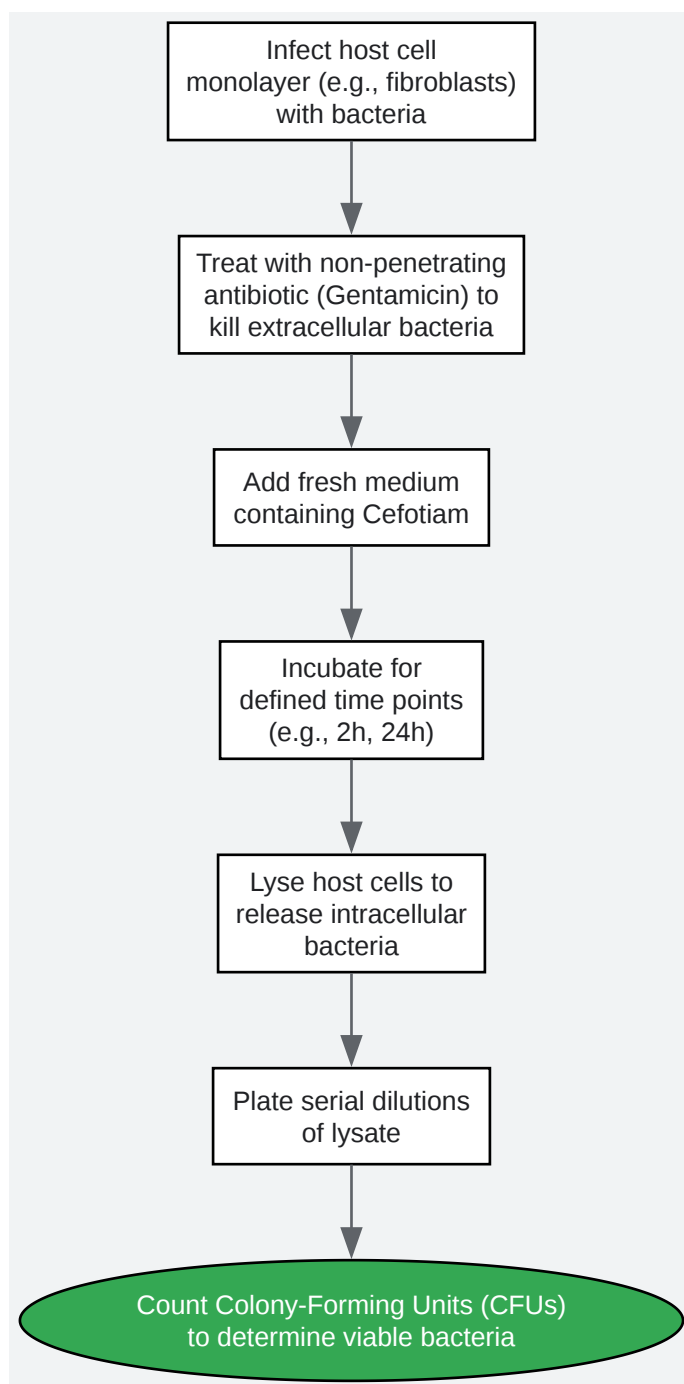 Infect host cell
monolayer (e.g., fibroblasts)
with bacteria
Treat with non-penetrating
antibiotic (Gentamicin) to
kill extracellular bacteria
Add fresh medium
containing Cefotiam
Incubate for
defined time points
(e.g., 2h, 24h)
Lyse host cells to
release intracellular
bacteria
Plate serial dilutions
of lysate
Count Colony-Forming Units (CFUs)
to determine viable bacteria